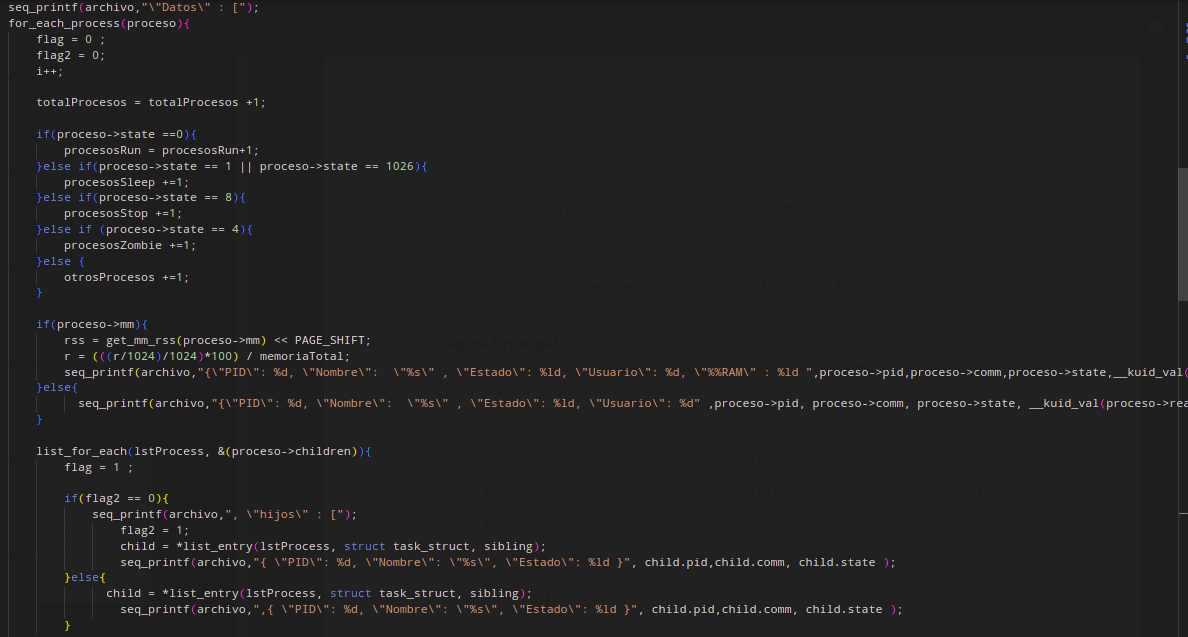 seq_printf(archivo,"\"Datos\" : [");
for_each_process(proceso){
flag = 0 ;
flag2 = 0;
i++;
totalProcesos = totalProcesos +1;
if(proceso->state ==0){
procesosRun = procesosRun+1;
}else if(proceso->state == 1 || proceso->state == 1026){
procesosSleep +=1;
}else if(proceso->state == 8){
procesosStop +=1;
}else if (proceso->state == 4){
procesosZombie +=1;
}else {
otrosProcesos +=1;
}
if(proceso->mm){
rss = get_mm_rss(proceso->mm) << PAGE_SHIFT;
r = (((r/1024)/1024)*100) / memoriaTotal;
seq_printf(archivo,"{\"PID\": %d, \"Nombre\":  \"%s\" , \"Estado\": %ld, \"Usuario\": %d, \"%%RAM\" : %ld ",proceso->pid,proceso->comm,proceso->state,__kuid_val(
}else{
seq_printf(archivo,"{\"PID\": %d, \"Nombre\":  \"%s\" , \"Estado\": %ld, \"Usuario\": %d" ,proceso->pid, proceso->comm, proceso->state, __kuid_val(proceso->rea
}
list_for_each(lstProcess, &(proceso->children)){
flag = 1 ;
if(flag2 == 0){
seq_printf(archivo,", \"hijos\" : [");
flag2 = 1;
child = *list_entry(lstProcess, struct task_struct, sibling);
seq_printf(archivo,"{ \"PID\": %d, \"Nombre\": \"%s\", \"Estado\": %ld }", child.pid,child.comm, child.state );
}else{
child = *list_entry(lstProcess, struct task_struct, sibling);
seq_printf(archivo,",{ \"PID\": %d, \"Nombre\": \"%s\", \"Estado\": %ld }", child.pid,child.comm, child.state );
}